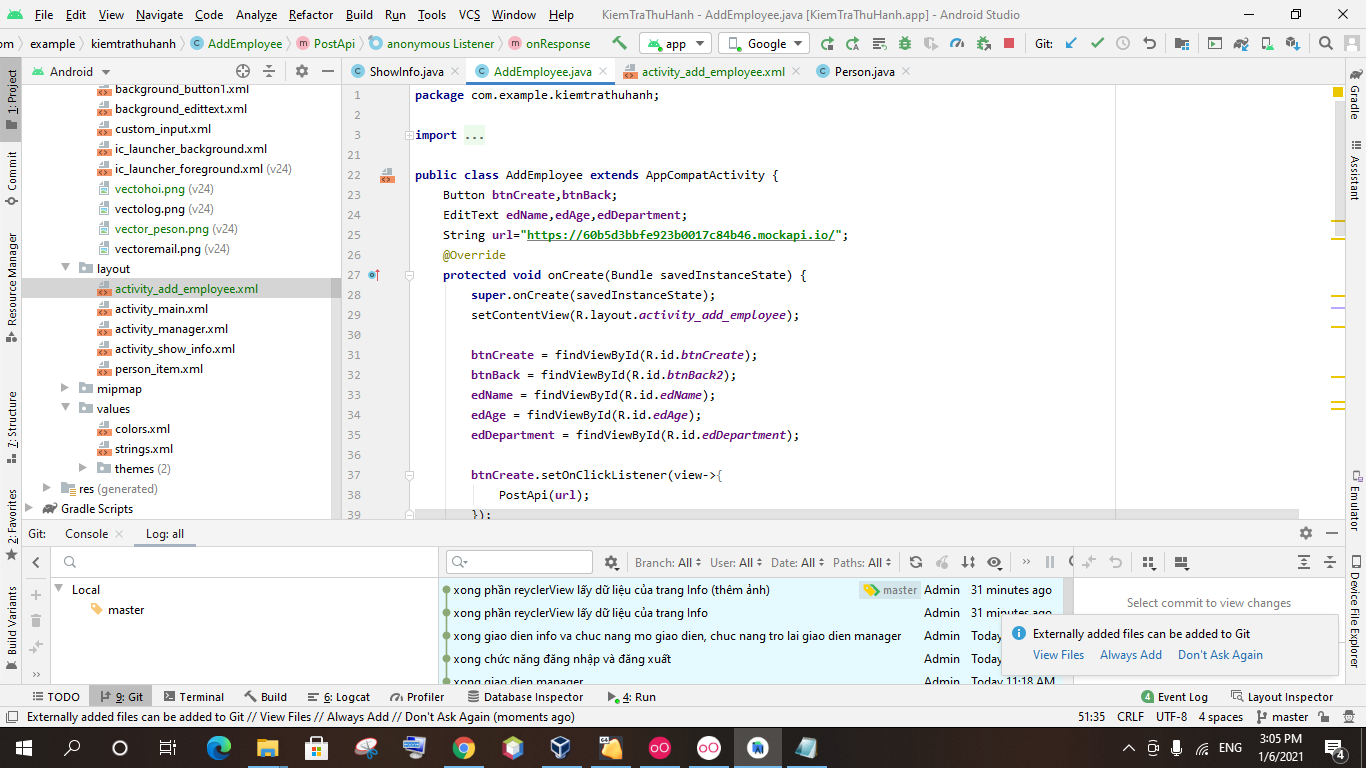 File Edit View Navigate Code Analyze Refactor Build Run Tools VCS Window Help KiemTraThuHanh - AddEmployee.java [KiemTraThuHanh.app] - Android Studio
om example kiemtrathuhanh AddEmployee PostApi anonymous Listener onResponse app Google Git:
Android ShowInfo.java AddEmployee.java activity_add_employee.xml Person.java
1: Project
Commit
Resource Manager
7: Structure
2: Favorites
Build Variants
background_button1.xml
background_edittext.xml
custom_input.xml
ic_launcher_background.xml
ic_launcher_foreground.xml (v24)
vectohoi.png (v24)
vectolog.png (v24)
vector_peson.png (v24)
vectoremail.png (v24)
layout
activity_add_employee.xml
activity_main.xml
activity_manager.xml
activity_show_info.xml
person_item.xml
mipmap
values
colors.xml
strings.xml
themes (2)
res (generated)
Gradle Scripts
1 package com.example.kiemtrathuhanh;
2
3 import ...
21
22 public class AddEmployee extends AppCompatActivity {
23 Button btnCreate,btnBack;
24 EditText edName,edAge,edDepartment;
25 String url="https://60b5d3bbfe923b0017c84b46.mockapi.io/";
26 @Override
27 protected void onCreate(Bundle savedInstanceState) {
28 super.onCreate(savedInstanceState);
29 setContentView(R.layout.activity_add_employee);
30
31 btnCreate = findViewById(R.id.btnCreate);
32 btnBack = findViewById(R.id.btnBack2);
33 edName = findViewById(R.id.edName);
34 edAge = findViewById(R.id.edAge);
35 edDepartment = findViewById(R.id.edDepartment);
36
37 btnCreate.setOnClickListener(view->{
38 PostApi(url);
39 });
Gradle
Assistant
Emulator
Device File Explorer
Git: Console Log: all
Branch: All User: All Date: All Paths: All
Local
master
xong phần reyclerView lấy dữ liệu của trang Info (thêm ảnh) master Admin 31 minutes ago
xong phần reyclerView lấy dữ liệu của trang Info Admin 31 minutes ago
xong giao dien info va chuc nang mo giao dien, chuc nang tro lai giao dien manager Admin Today
xong chức năng đăng nhập và đăng xuất Admin Today
xong giao dien manager Admin Today 11:18 AM
Select commit to view changes
Externally added files can be added to Git
View Files Always Add Don't Ask Again
TODO 9: Git Terminal Build 6: Logcat Profiler Database Inspector 4: Run 4 Event Log Layout Inspector
Externally added files can be added to Git // View Files // Always Add // Don't Ask Again (moments ago) 51:35 CRLF UTF-8 4 spaces master
ENG 3:05 PM
1/6/2021
4